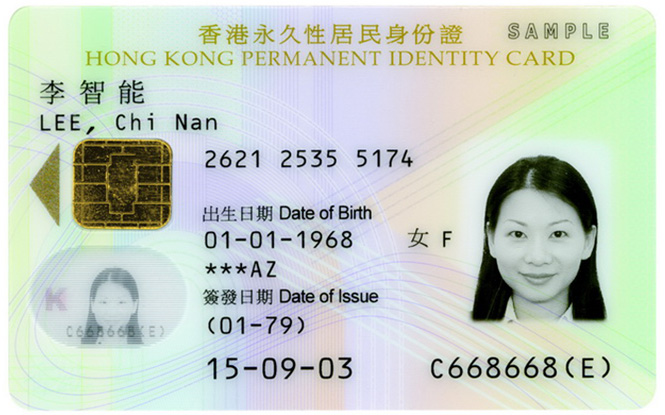 香港永久性居民身份證
SAMPLE
HONG KONG PERMANENT IDENTITY CARD
李智能
LEE, Chi Nan
2621 2535 5174
出生日期 Date of Birth
01-01-1968
女 F
***AZ
簽發日期 Date of Issue
(01-79)
15-09-03
C668668(E)
K
C668668(E)